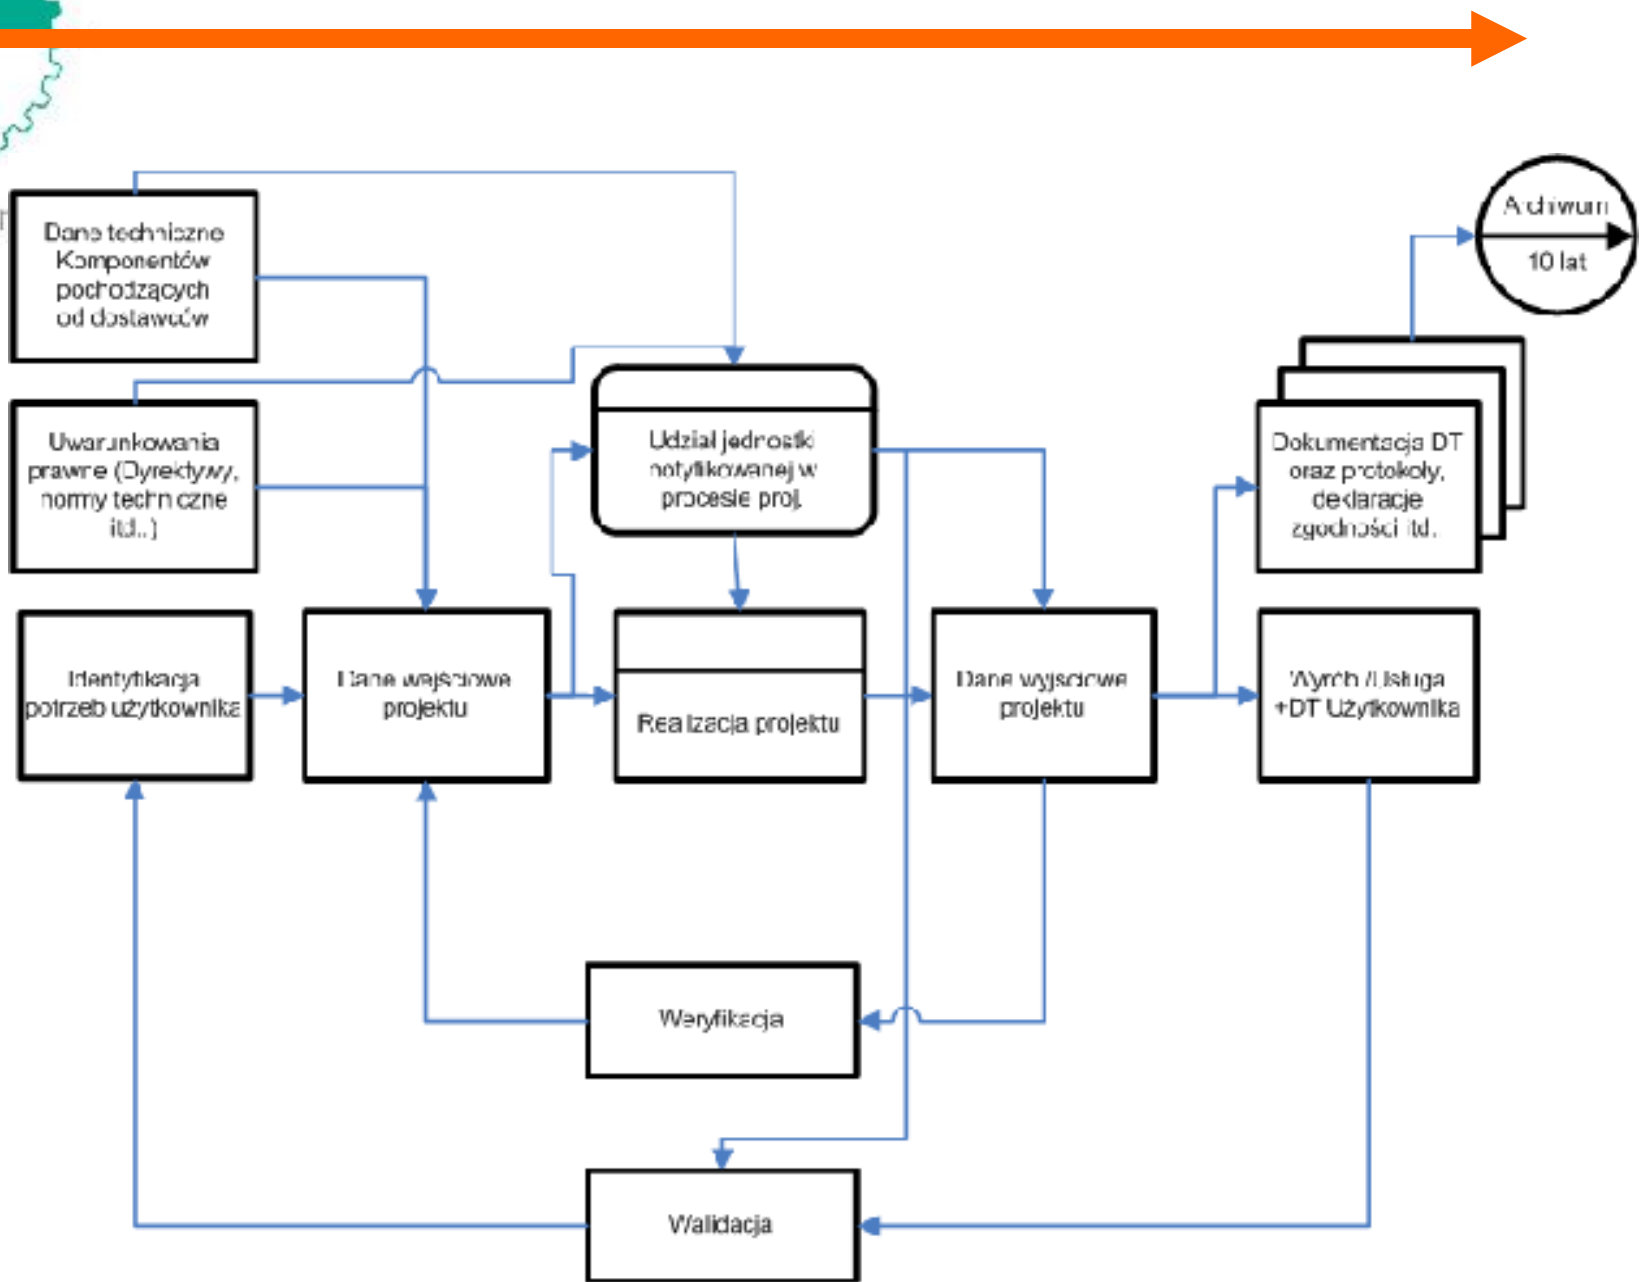 Dane techniczne
Komponentów
pochodzących
od dostawców
Archiwum
10 lat
Uwarunkowania
prawne (Dyrektywy,
normy techniczne
itd..)
Udział jednostki
notyfikowanej w
procesie proj.
Dokumentacja DT
oraz protokoły,
deklaracje
zgodności itd..
Identyfikacja
potrzeb użytkownika
Dane wejściowe
projektu
Realizacja projektu
Dane wyjściowe
projektu
Wyrób /Usługa
+DT Użytkownika
Weryfikacja
Walidacja